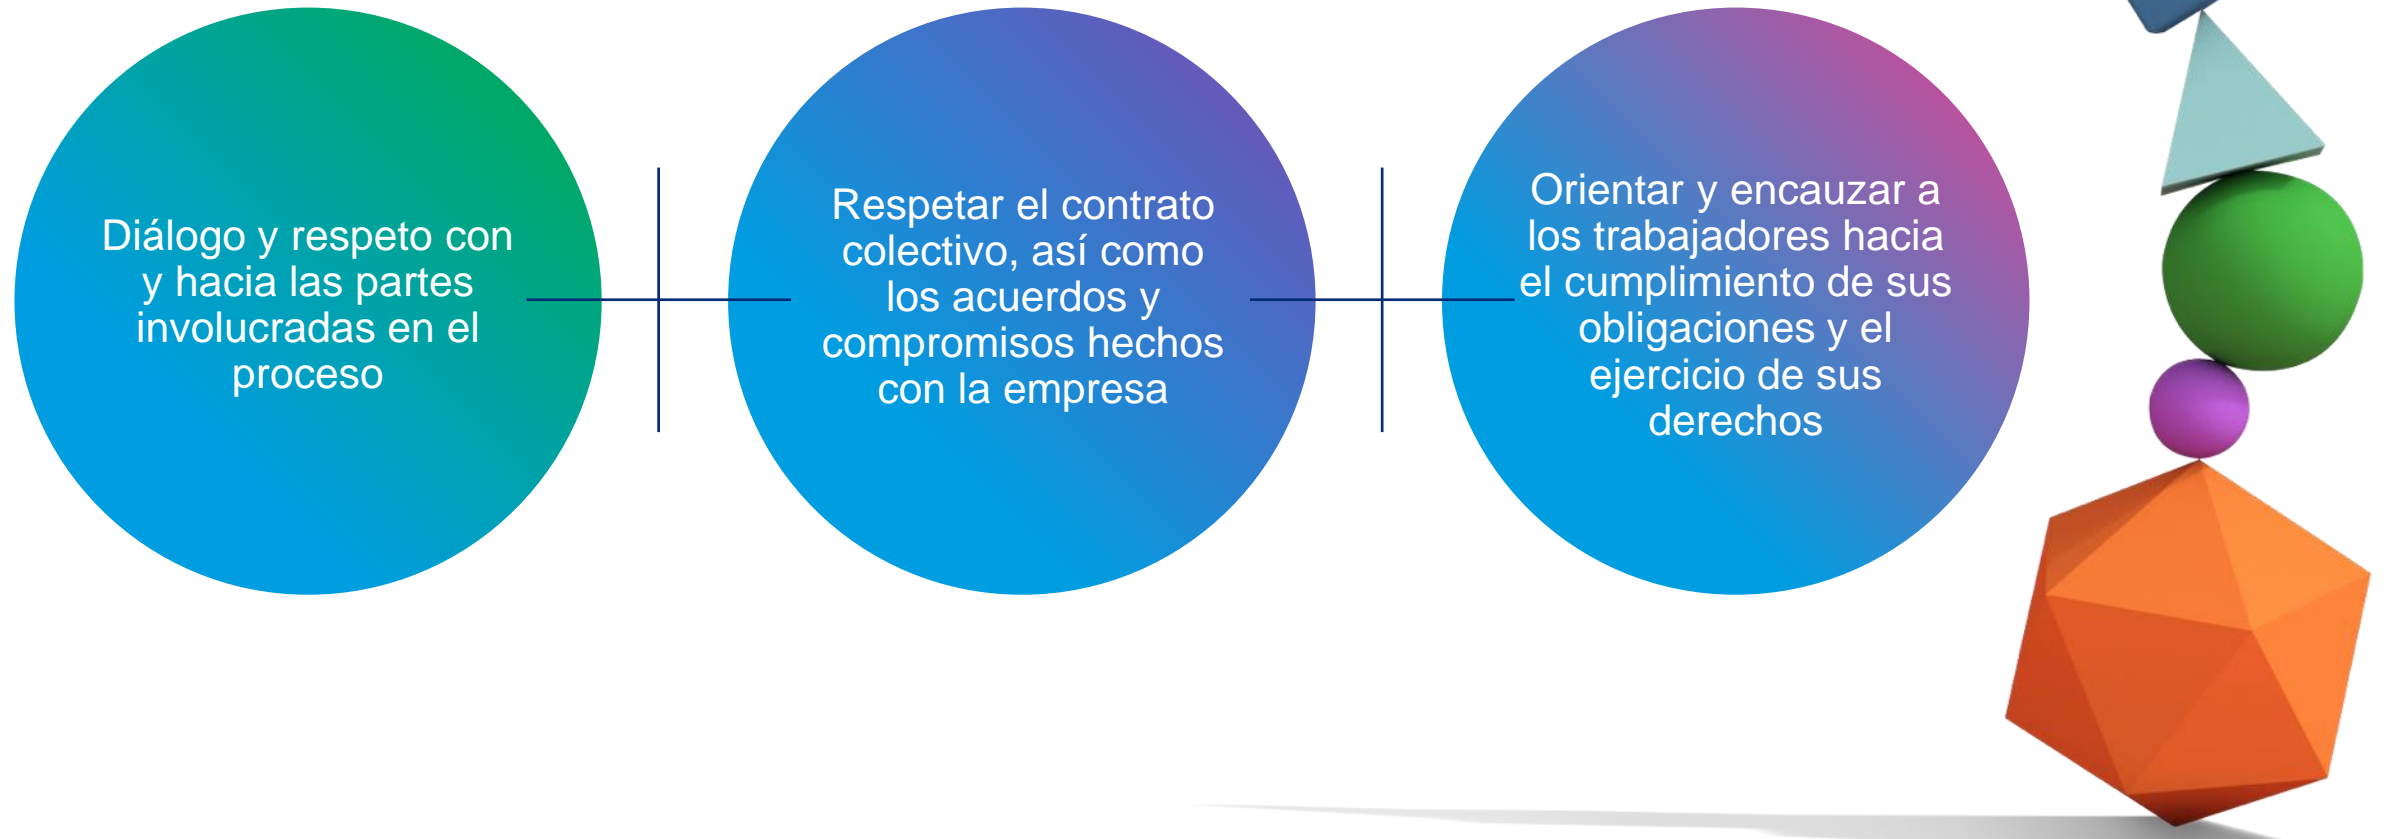 Diálogo y respeto con
y hacia las partes
involucradas en el
proceso
Respetar el contrato
colectivo, así como
los acuerdos y
compromisos hechos
con la empresa
Orientar y encauzar a
los trabajadores hacia
el cumplimiento de sus
obligaciones y el
ejercicio de sus
derechos